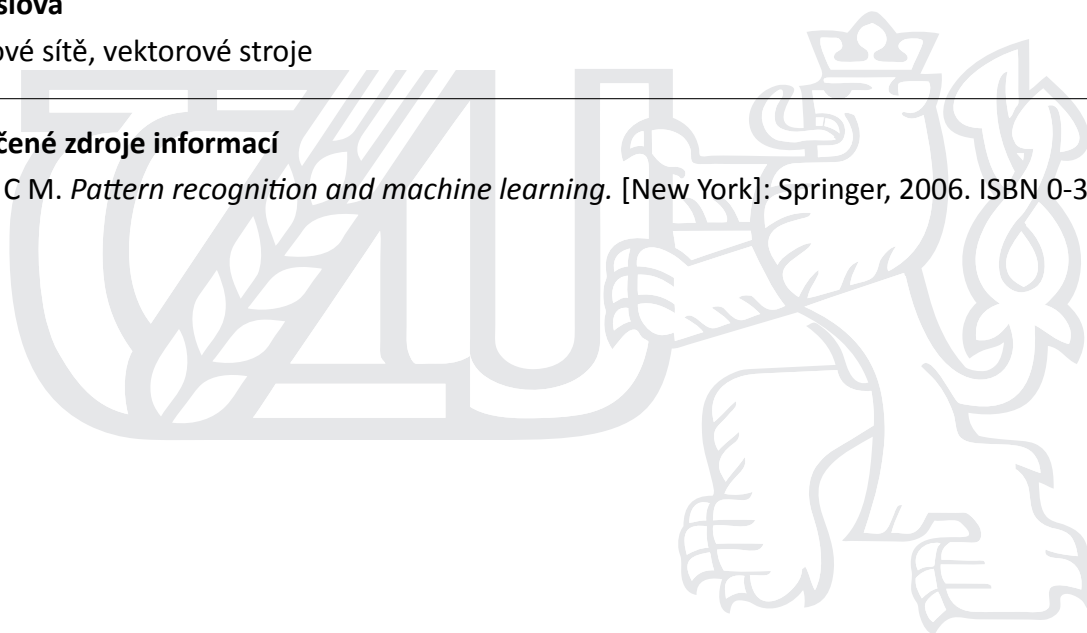 slova
ové sítě, vektorové stroje
čené zdroje informací
C M. Pattern recognition and machine learning. [New York]: Springer, 2006. ISBN 0-3